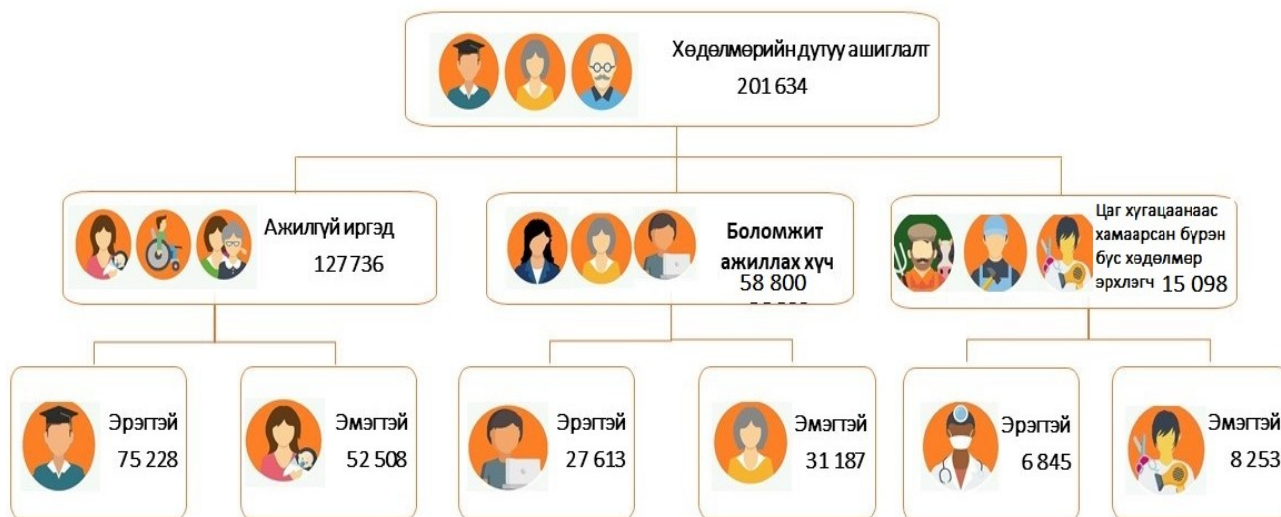 Хөдөлмөрийн дутуу ашиглалт
201 634
Ажилгүй иргэд
127 736
Боломжит
ажиллах хүч
58 800
Цаг хугацаанаас
хамаарсан бүрэн
бүс хөдөлмөр
эрхлэгч 15 098
Эрэгтэй
75 228
Эмэгтэй
52 508
Эрэгтэй
27 613
Эмэгтэй
31 187
Эрэгтэй
6 845
Эмэгтэй
8 253